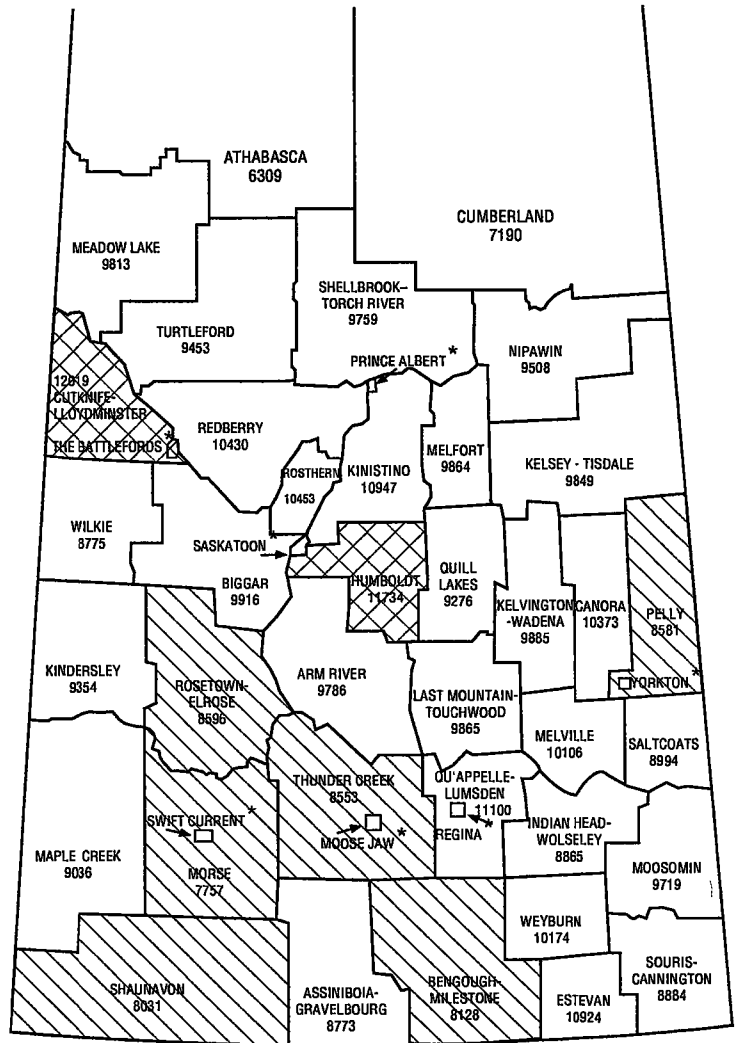 ATHABASCA
6309
CUMBERLAND
7190
MEADOW LAKE
9813
SHELLBROOK-
TORCH RIVER
9759
TURTLEFORD
9453
PRINCE ALBERT *
NIPAWIN
9508
12619
CUTKNIFE-
LLOYDMINSTER
THE BATTLEFORDS *
REDBERRY
10430
ROSTHERN
10453
KINISTINO
10947
MELFORT
9864
KELSEY - TISDALE
9849
WILKIE
8775
SASKATOON *
BIGGAR
9916
HUMBOLDT
11734
QUILL
LAKES
9276
KELVINGTON
-WADENA
9885
CANORA
10373
PELLY
8581
YORKTON *
KINDERSLEY
9354
ROSETOWN-
ELROSE
8596
ARM RIVER
9786
LAST MOUNTAIN-
TOUCHWOOD
9865
MELVILLE
10106
SALTCOATS
8994
THUNDER CREEK
8553
MOOSE JAW *
QU'APPELLE-
LUMSDEN
11100
REGINA *
INDIAN HEAD-
WOLSELEY
8865
SWIFT CURRENT *
MORSE
7757
MAPLE CREEK
9036
MOOSOMIN
9719
WEYBURN
10174
SHAUNAVON
8031
ASSINIBOIA-
GRAVELBOURG
8773
BENGOUGH-
MILESTONE
8128
ESTEVAN
10924
SOURIS-
CANNINGTON
8884